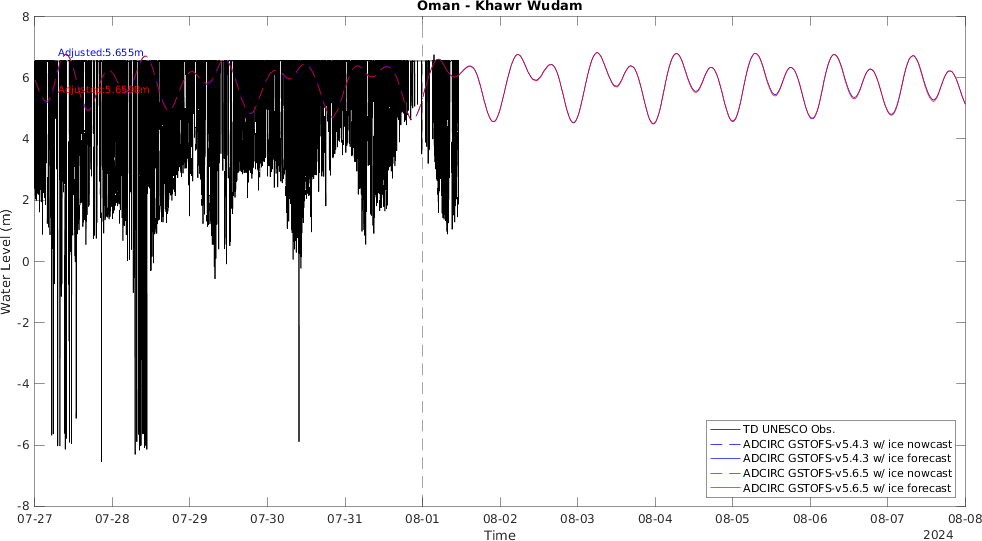 Oman - Khawr Wudam
Adjusted:5.655m
8
6
4
2
0
-2
-4
-6
-8
Water Level (m)
TD UNESCO Obs.
ADCIRC GSTOFS-v5.4.3 w/ ice nowcast
ADCIRC GSTOFS-v5.4.3 w/ ice forecast
ADCIRC GSTOFS-v5.6.5 w/ ice nowcast
ADCIRC GSTOFS-v5.6.5 w/ ice forecast
07-27 07-28 07-29 07-30 07-31 08-01 08-02 08-03 08-04 08-05 08-06 08-07 08-08
Time
2024